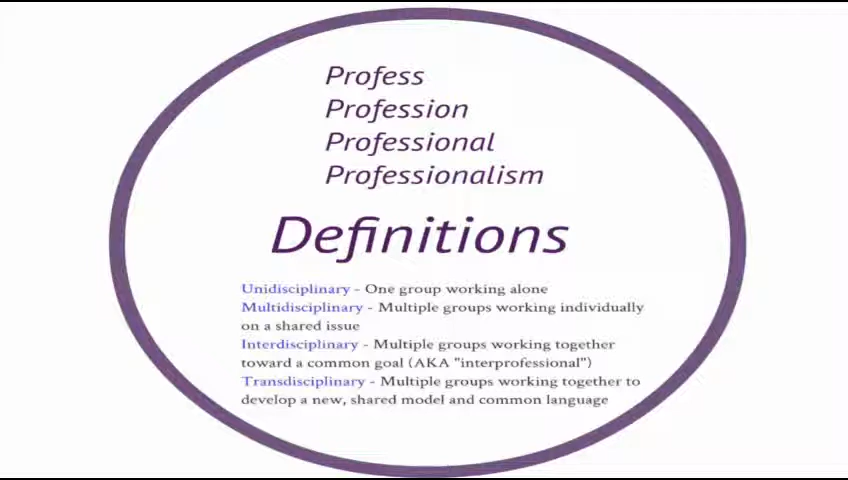 Profess
Profession
Professional
Professionalism
Definitions
Unidisciplinary - One group working alone
Multidisciplinary - Multiple groups working individually
on a shared issue
Interdisciplinary - Multiple groups working together
toward a common goal (AKA "interprofessional")
Transdisciplinary - Multiple groups working together to
develop a new, shared model and common language